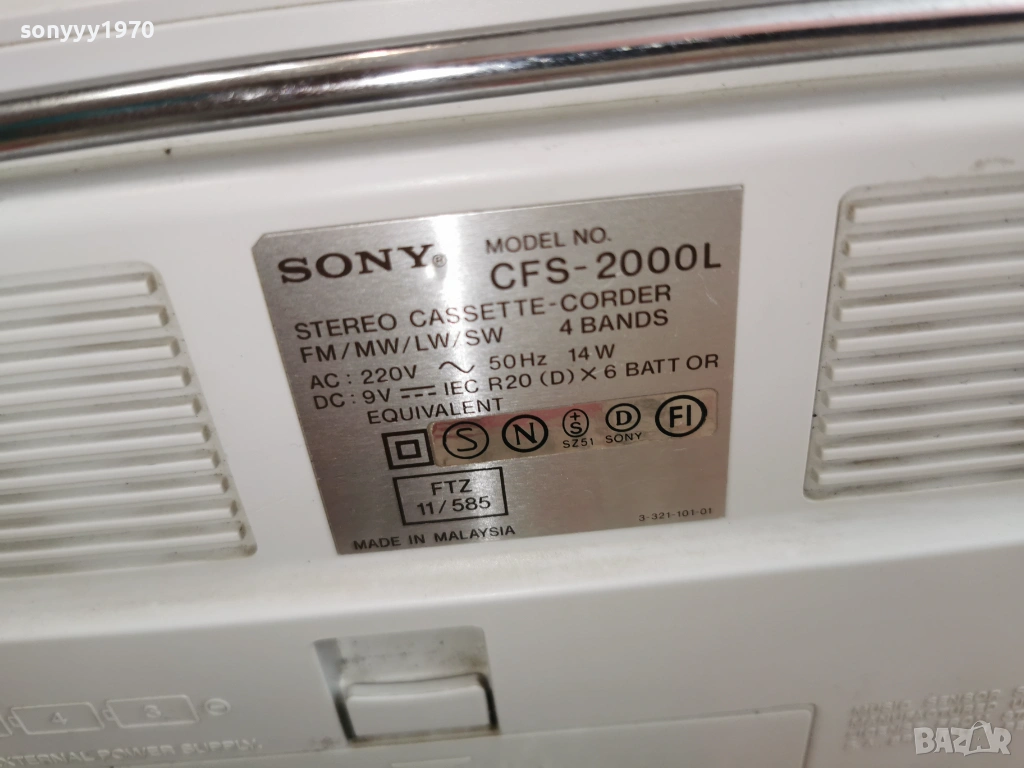 sonyyy1970
SONY® MODEL NO.
CFS-2000L
STEREO CASSETTE-CORDER
FM/MW/LW/SW 4 BANDS
AC: 220V ~ 50Hz 14W
DC: 9V ⎓ IEC R20 (D) × 6 BATT OR
EQUIVALENT
S N +S D FI
SZ51 SONY
FTZ
11/585
3-321-101-01
MADE IN MALAYSIA
4 3
EXTERNAL POWER SUPPLY
BAZAR